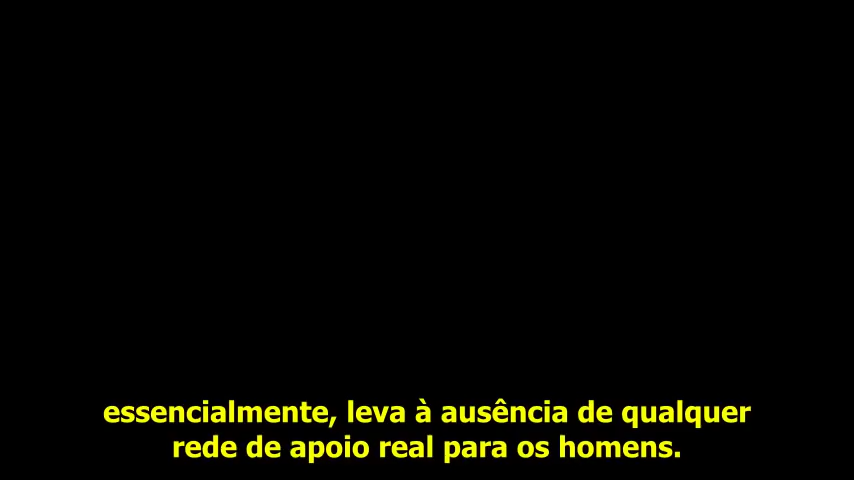 essencialmente, leva à ausência de qualquer
rede de apoio real para os homens.